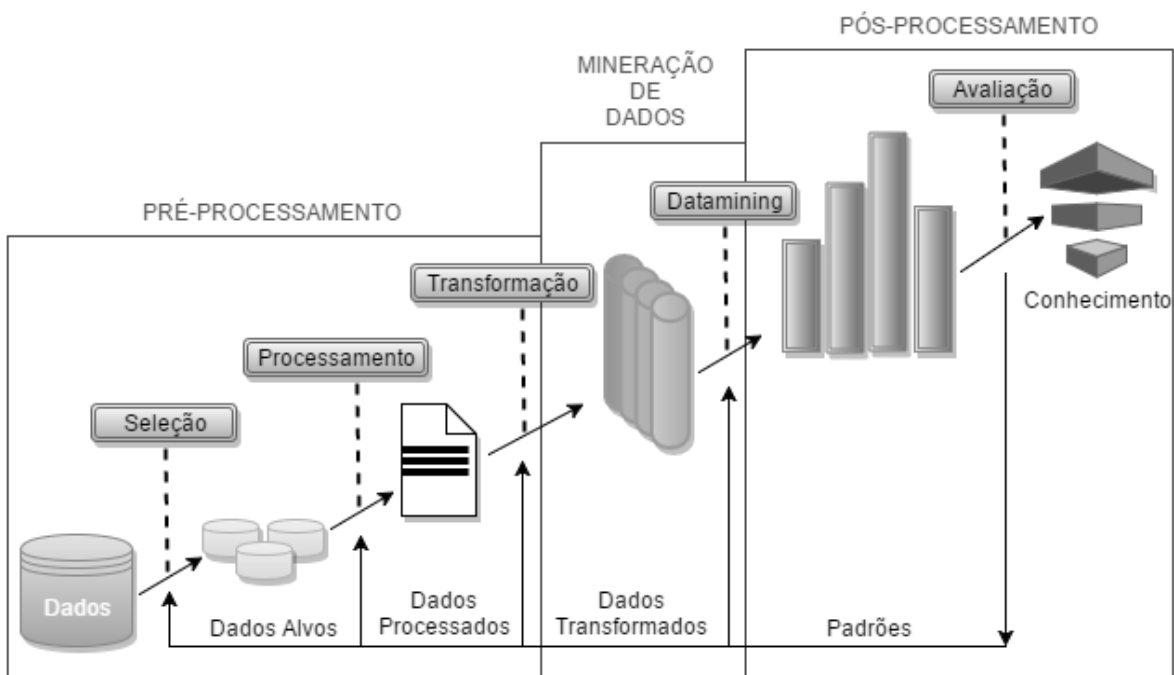 PÓS-PROCESSAMENTO
MINERAÇÃO
DE
DADOS
Avaliação
PRÉ-PROCESSAMENTO
Datamining
Transformação
Conhecimento
Processamento
Seleção
Dados
Dados Alvos
Dados
Processados
Dados
Transformados
Padrões